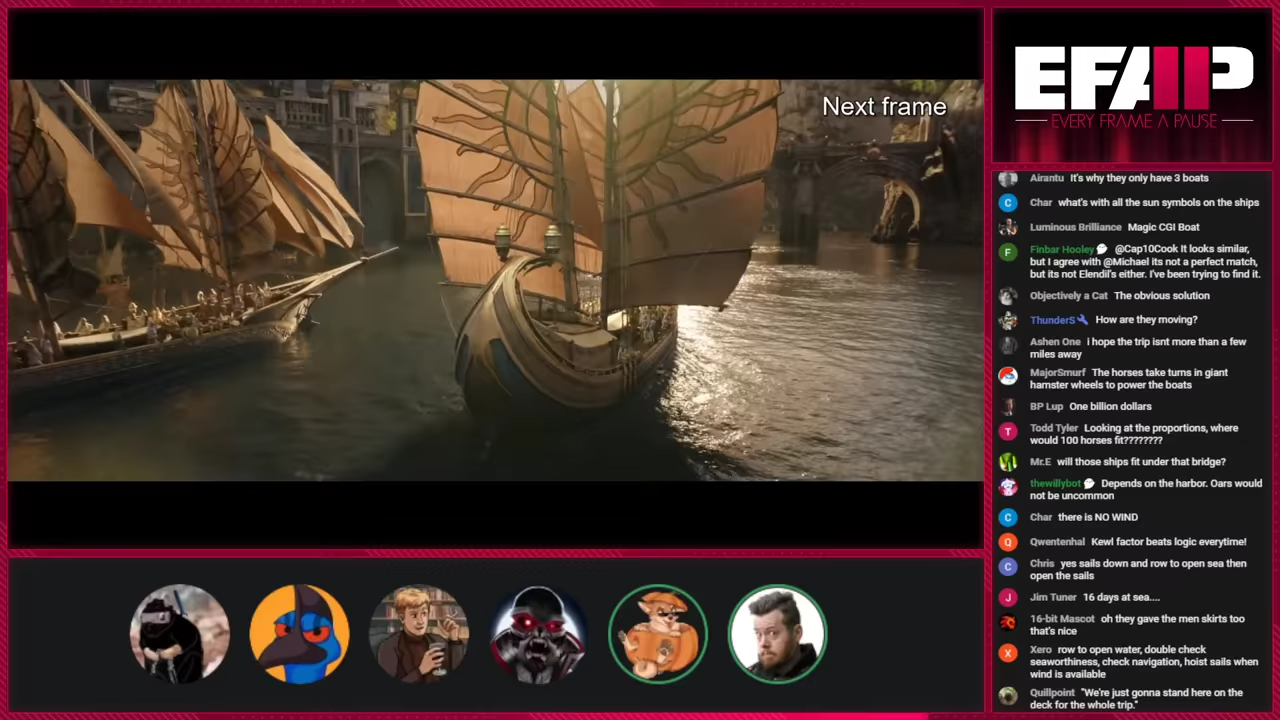 Next frame
EFAP
EVERY FRAME A PAUSE
Airantu It's why they only have 3 boats
C Char what's with all the sun symbols on the ships
Luminous Brilliance Magic CGI Boat
F Finbar Hooley @Cap10Cook It looks similar,
but I agree with @Michael its not a perfect match,
but its not Elendil's either. I've been trying to find it.
Objectively a Cat The obvious solution
ThunderS How are they moving?
Ashen One i hope the trip isnt more than a few
miles away
MajorSmurf The horses take turns in giant
hamster wheels to power the boats
BP Lup One billion dollars
T Todd Tyler Looking at the proportions, where
would 100 horses fit????????
Mr.E will those ships fit under that bridge?
thewillybot Depends on the harbor. Oars would
not be uncommon
C Char there is NO WIND
Q Qwentenhal Kewl factor beats logic everytime!
C Chris yes sails down and row to open sea then
open the sails
J Jim Tuner 16 days at sea....
16-bit Mascot oh they gave the men skirts too
that's nice
X Xero row to open water, double check
seaworthiness, check navigation, hoist sails when
wind is available
Quillpoint "We're just gonna stand here on the
deck for the whole trip."